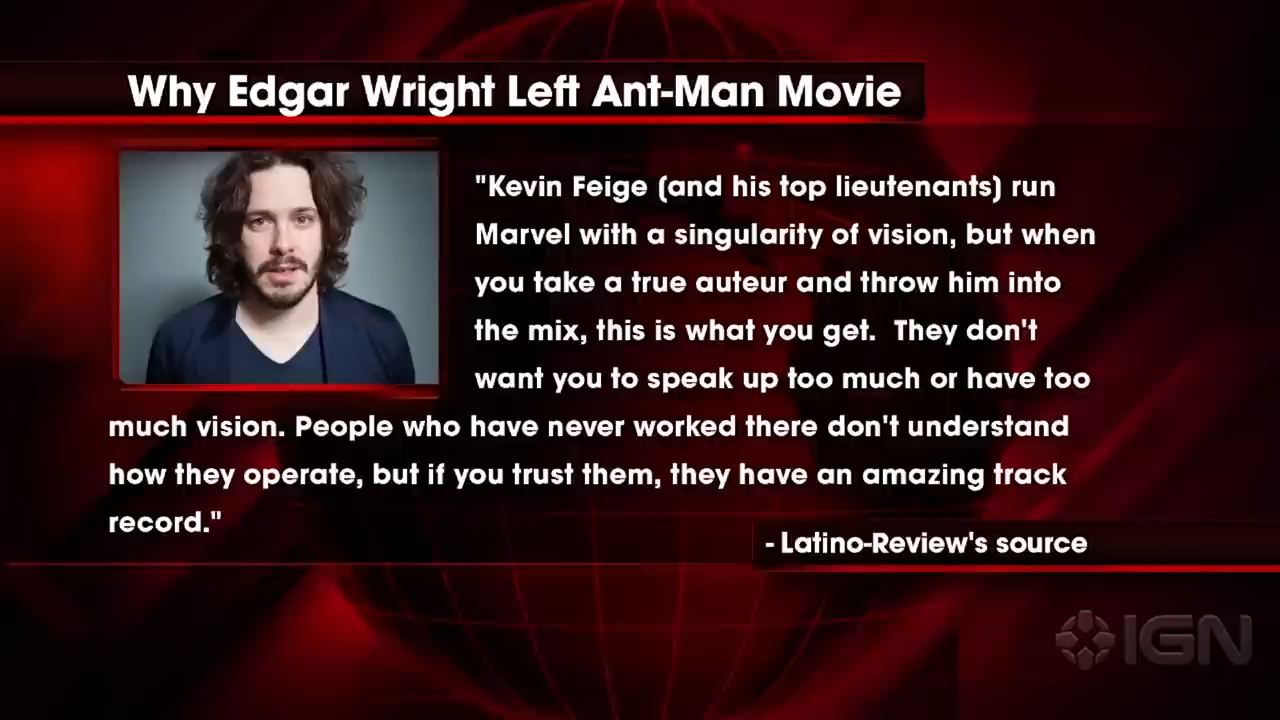 Why Edgar Wright Left Ant-Man Movie
"Kevin Feige (and his top lieutenants) run
Marvel with a singularity of vision, but when
you take a true auteur and throw him into
the mix, this is what you get.  They don't
want you to speak up too much or have too
much vision. People who have never worked there don't understand
how they operate, but if you trust them, they have an amazing track
record."
- Latino-Review's source
IGN